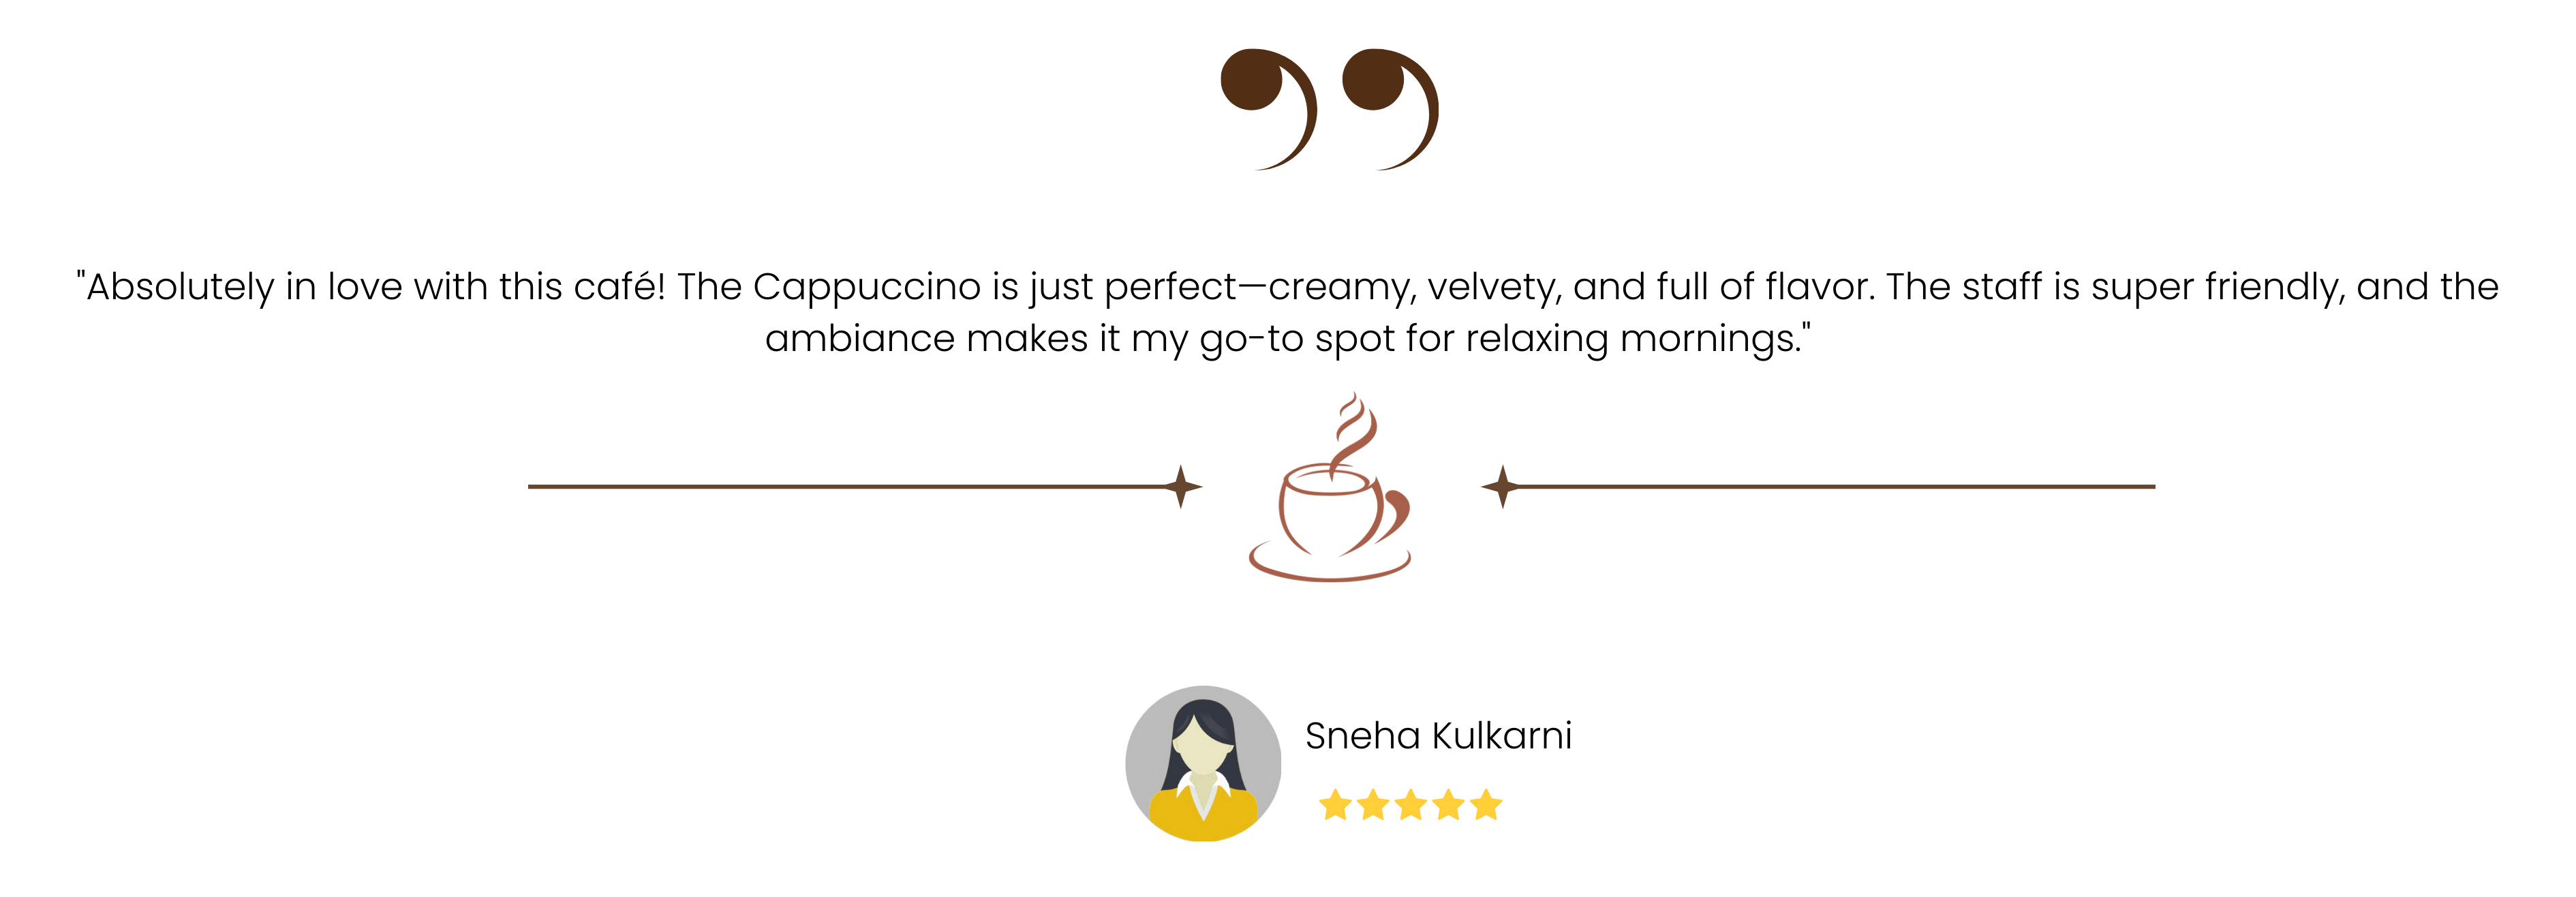 "Absolutely in love with this café! The Cappuccino is just perfect—creamy, velvety, and full of flavor. The staff is super friendly, and the
ambiance makes it my go-to spot for relaxing mornings."
Sneha Kulkarni